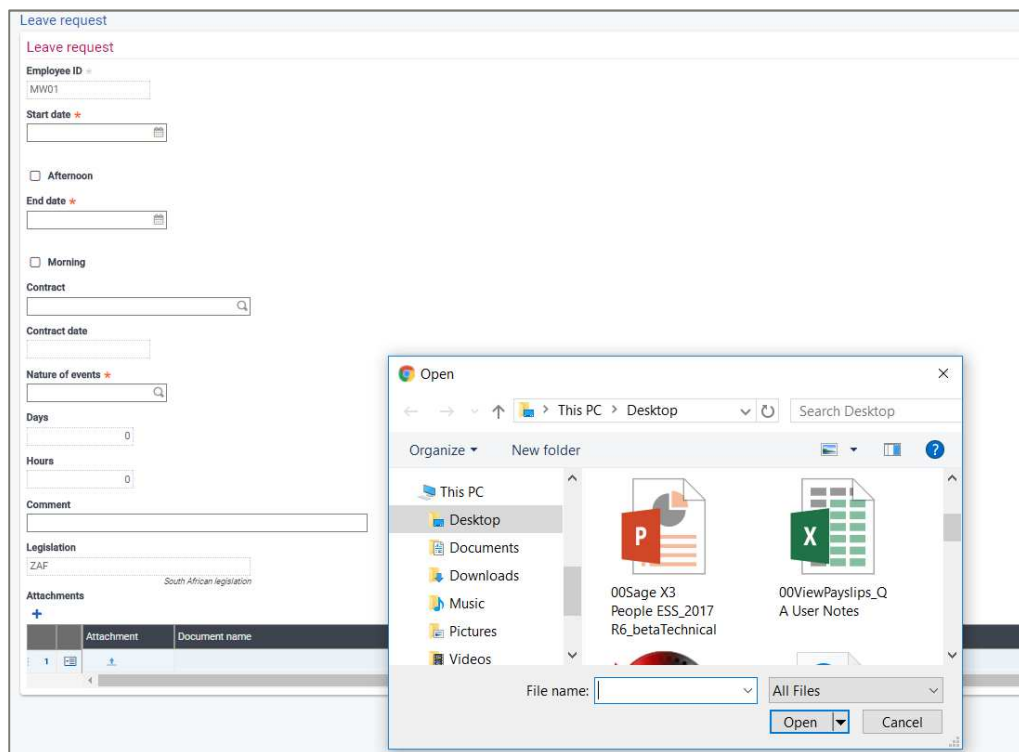 Leave request
Leave request
Employee ID *
MW01
Start date *
Afternoon
End date *
Morning
Contract
Contract date
Nature of events *
Days
0
Hours
0
Comment
Legislation
ZAF
South African legislation
Attachments
+
Attachment Document name
1
Open
This PC > Desktop
Search Desktop
Organize
New folder
?
This PC
Desktop
Documents
Downloads
Music
Pictures
Videos
P
00Sage X3
People ESS_2017
R6_betaTechnical
X
00ViewPayslips_Q
A User Notes
File name:
All Files
Open
Cancel